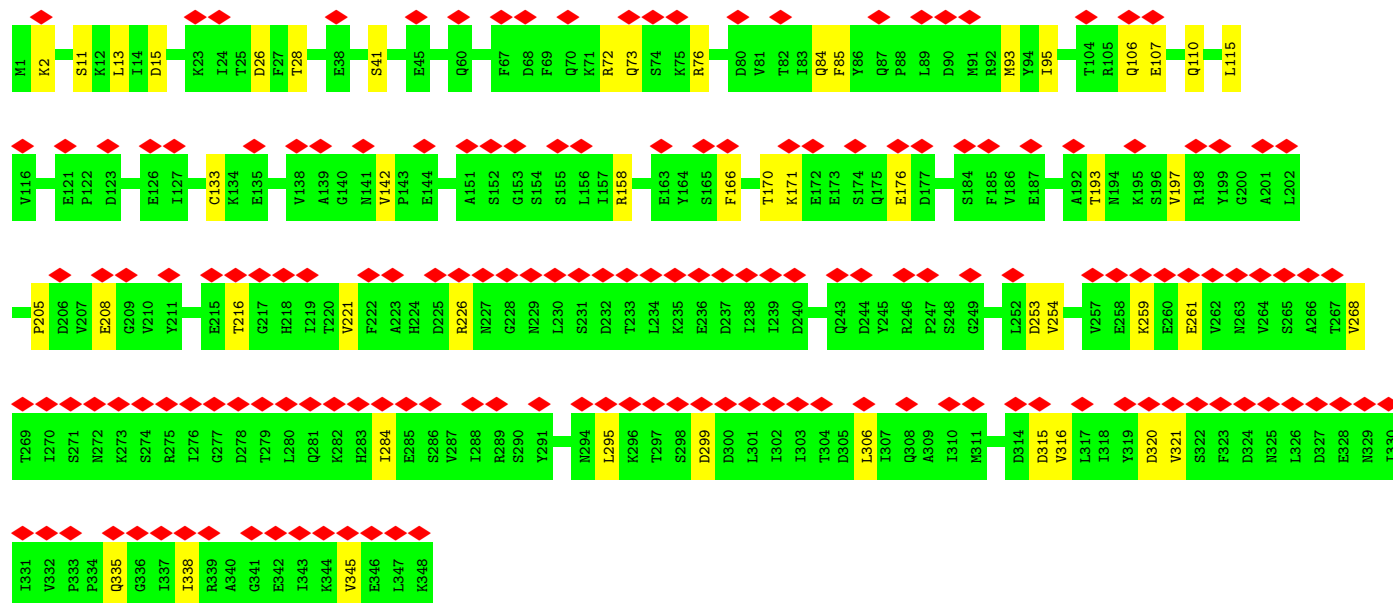 M1 K2 S11 K12 L13 I14 D15 K23 I24 T25 D26 F27 T28 E38 S41 E45 Q60 F67 D68 F69 Q70 K71 R72 Q73 S74 K75 R76 D80 V81 T82 I83 Q84 F85 Y86 Q87 P88 L89 D90 M91 R92 M93 Y94 I95 T104 R105 Q106 E107 Q110 L115
V116 E121 P122 D123 E126 I127 C133 K134 E135 V138 A139 G140 N141 V142 P143 E144 A151 S152 G153 S154 S155 L156 I157 R158 E163 Y164 S165 F166 T170 K171 E172 E173 S174 Q175 E176 D177 S184 F185 V186 E187 A192 T193 N194 K195 S196 V197 R198 Y199 G200 A201 L202
P205 D206 V207 E208 G209 V210 Y211 E215 T216 G217 H218 I219 T220 V221 F222 A223 H224 D225 R226 N227 G228 N229 L230 S231 D232 T233 L234 K235 E236 D237 I238 I239 D240 Q243 D244 Y245 R246 P247 S248 G249 L252 D253 V254 V257 E258 K259 E260 E261 V262 N263 V264 S265 A266 T267 V268
T269 I270 S271 N272 K273 S274 R275 I276 G277 D278 T279 L280 Q281 K282 H283 I284 E285 S286 V287 I288 R289 S290 Y291 N294 L295 K296 T297 S298 D299 D300 L301 I302 I303 T304 D305 L306 I307 Q308 A309 I310 M311 D314 D315 V316 L317 I318 Y319 D320 V321 S322 F323 D324 N325 L326 D327 E328 N329 I330
I331 V332 P333 P334 Q335 G336 I337 I338 R339 A340 G341 E342 I343 K344 V345 E346 L347 K348